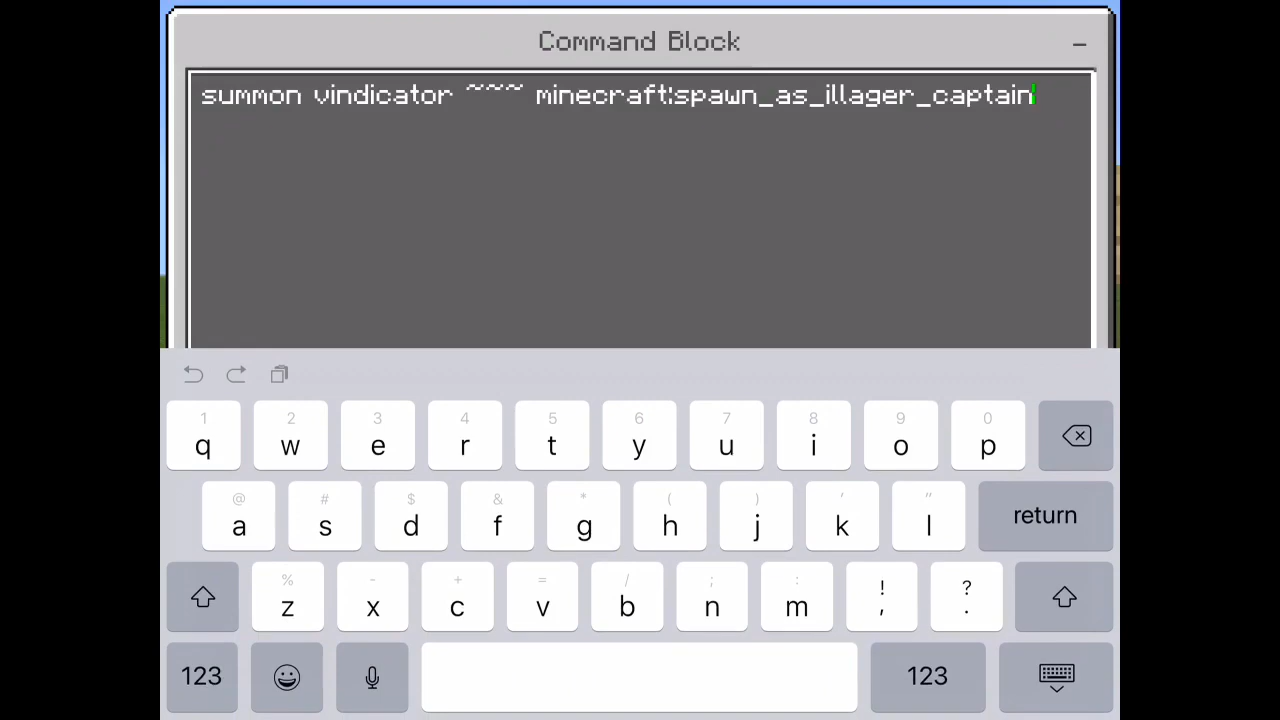 Command Block
summon vindicator ~~~ minecraft:spawn_as_illager_captain
1 2 3 4 5 6 7 8 9 0
q w e r t y u i o p
@ # $ & * ( ) ' "
a s d f g h j k l return
% - + = / ; : ! ?
z x c v b n m , .
123 123